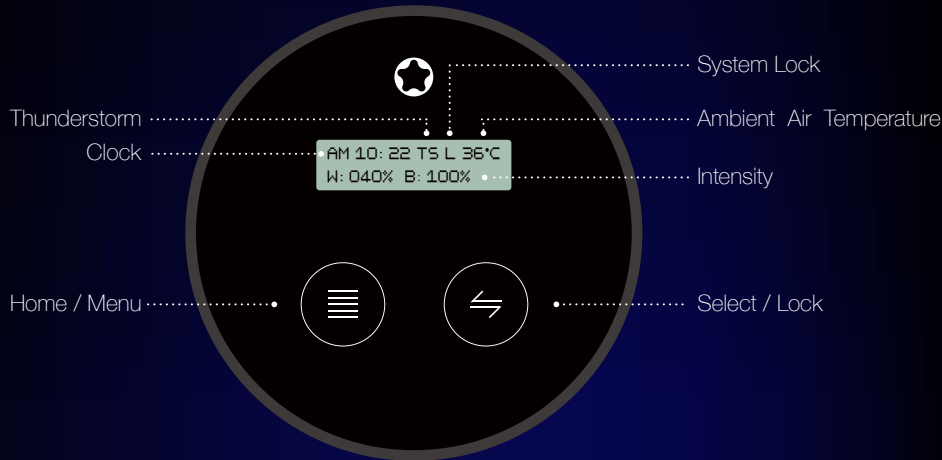 System Lock
Thunderstorm
Ambient Air Temperature
Clock
AM 10: 22 TS L 36°C
W: 040% B: 100%
Intensity
Home / Menu
Select / Lock